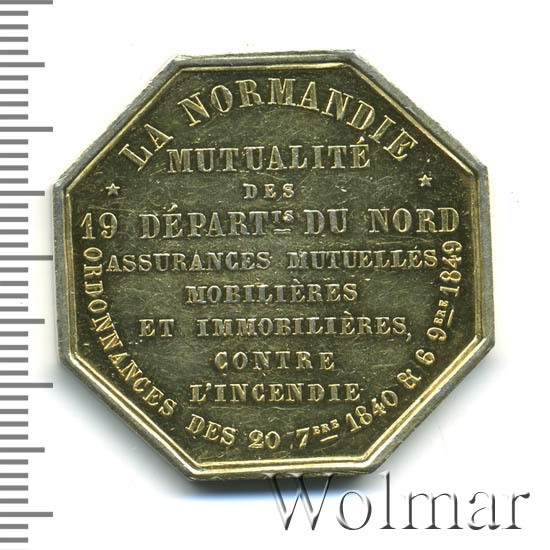 LA NORMANDIE
MUTUALITÉ
DES
19 DÉPARTTS DU NORD
ASSURANCES MUTUELLES
MOBILIÈRES
ET IMMOBILIÈRES,
CONTRE
L'INCENDIE
ORDONNANCES DES 20 7BRE 1840 & 6 9BRE 1849
Wolmar